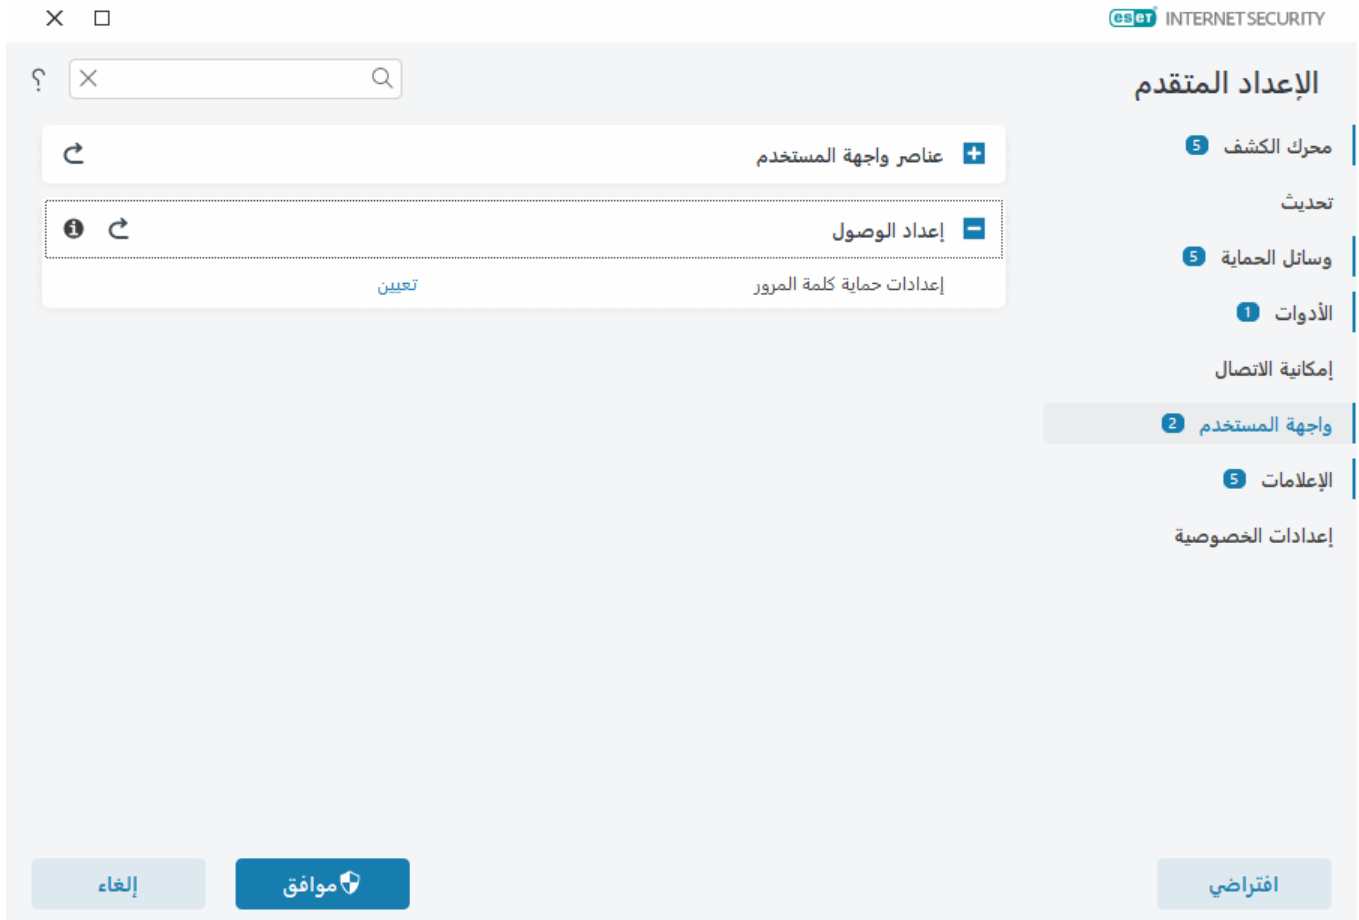 eset INTERNET SECURITY
الإعداد المتقدم
؟
محرك الكشف 5
تحديث
وسائل الحماية 5
الأدوات 1
إمكانية الاتصال
واجهة المستخدم 2
الإعلامات 5
إعدادات الخصوصية
عناصر واجهة المستخدم
إعداد الوصول
إعدادات حماية كلمة المرور تعيين
افتراضي
موافق
إلغاء